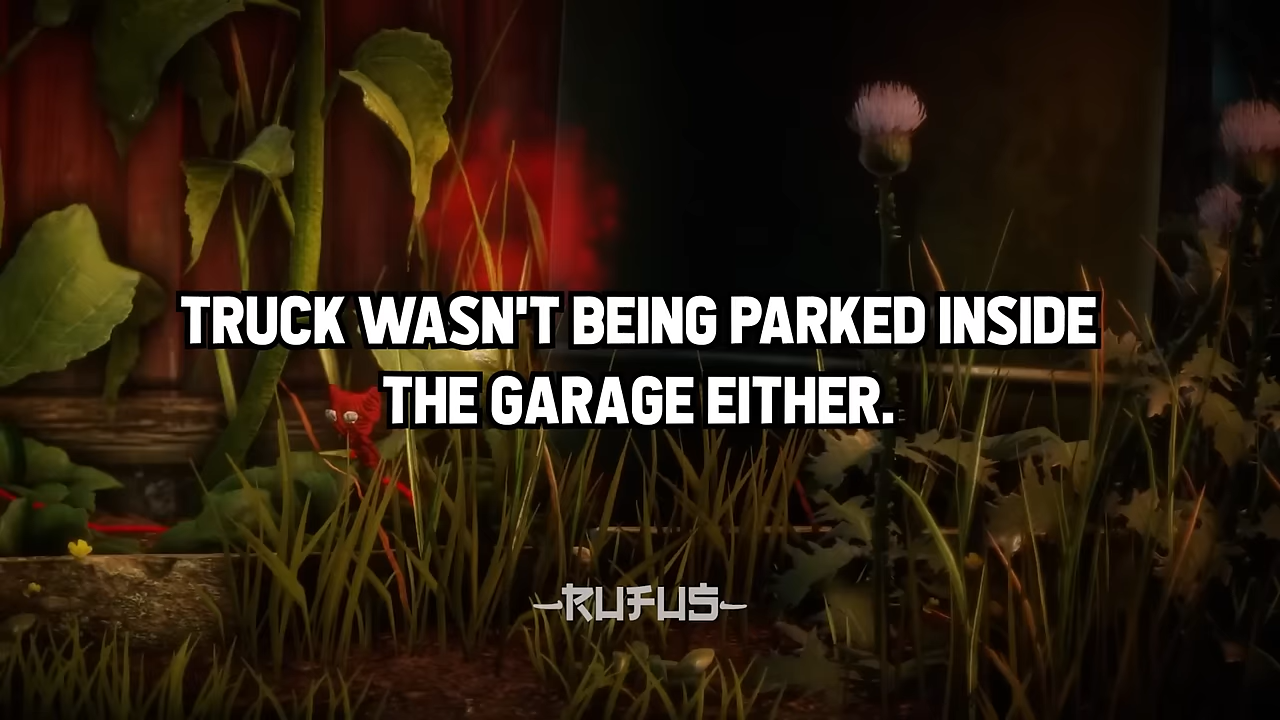 TRUCK WASN'T BEING PARKED INSIDE
THE GARAGE EITHER.
-RUFUS-